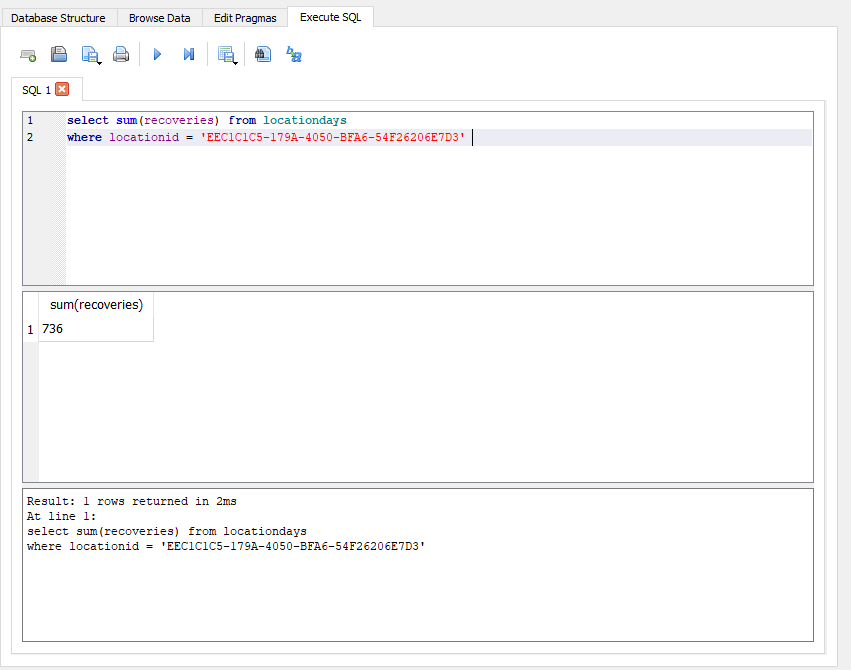 Database Structure Browse Data Edit Pragmas Execute SQL
SQL 1
1 select sum(recoveries) from locationdays
2 where locationid = 'EEC1C1C5-179A-4050-BFA6-54F26206E7D3'
sum(recoveries)
1 736
Result: 1 rows returned in 2ms
At line 1:
select sum(recoveries) from locationdays
where locationid = 'EEC1C1C5-179A-4050-BFA6-54F26206E7D3'